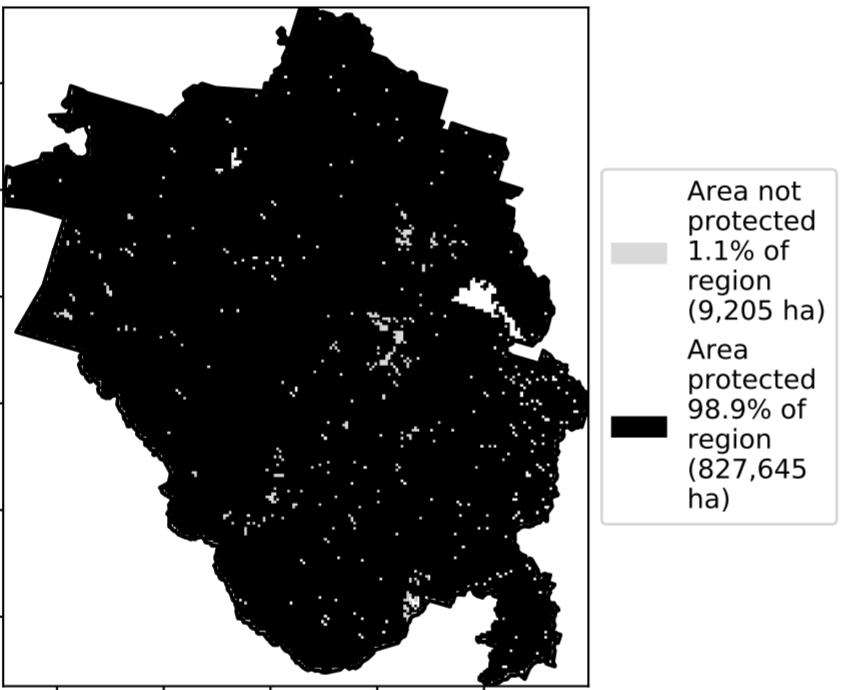 Area not
protected
1.1% of
region
(9,205 ha)
Area
protected
98.9% of
region
(827,645
ha)